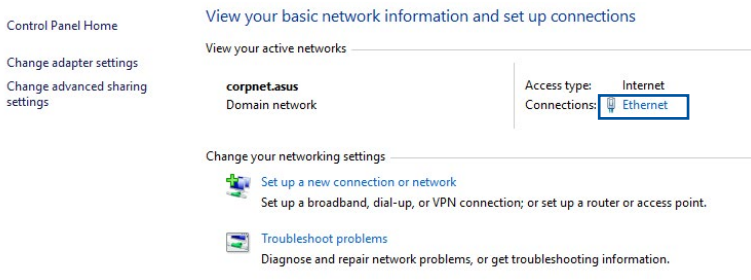 View your basic network information and set up connections
Control Panel Home
Change adapter settings
Change advanced sharing
settings
View your active networks
corpnet.asus
Domain network
Access type: Internet
Connections: Ethernet
Change your networking settings
Set up a new connection or network
Set up a broadband, dial-up, or VPN connection; or set up a router or access point.
Troubleshoot problems
Diagnose and repair network problems, or get troubleshooting information.